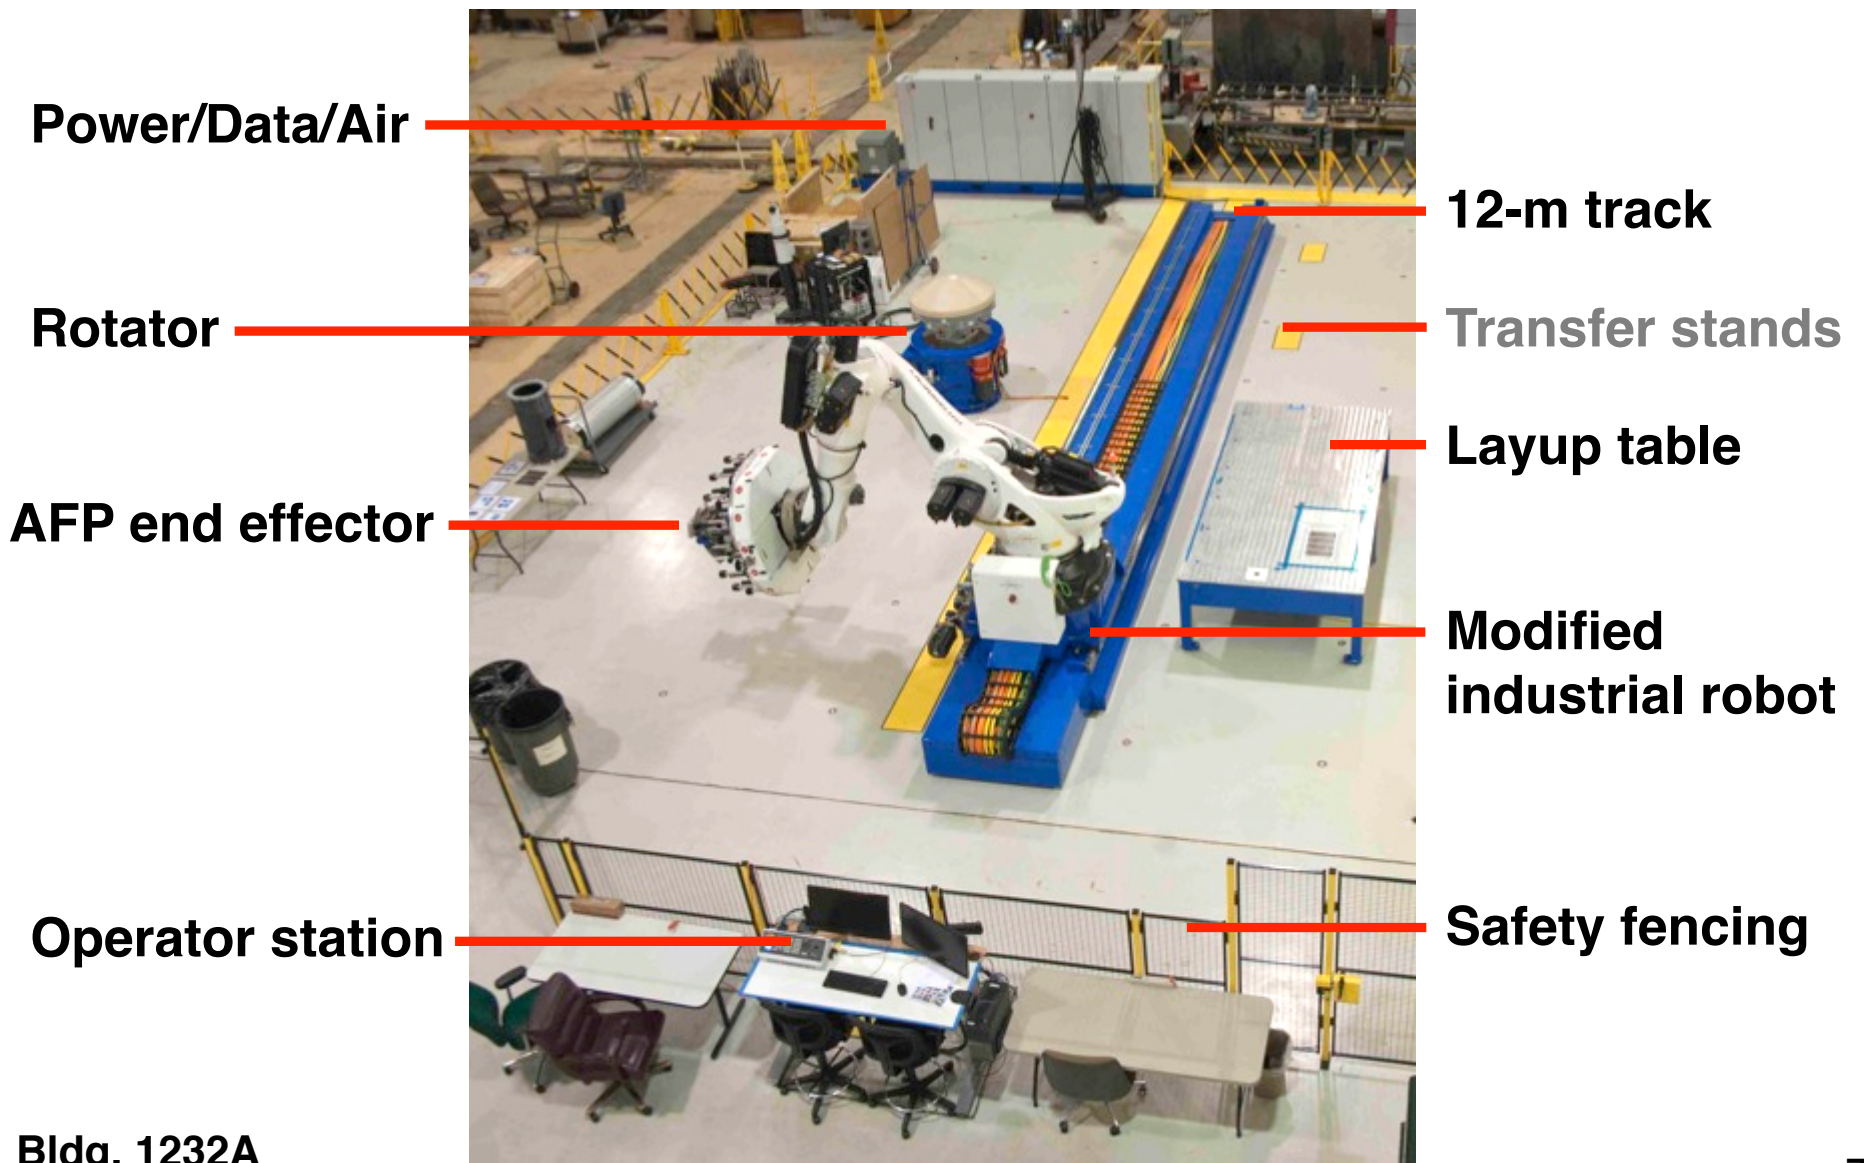 Power/Data/Air
Rotator
AFP end effector
Operator station
12-m track
Transfer stands
Layup table
Modified
industrial robot
Safety fencing
Bldg. 1232A